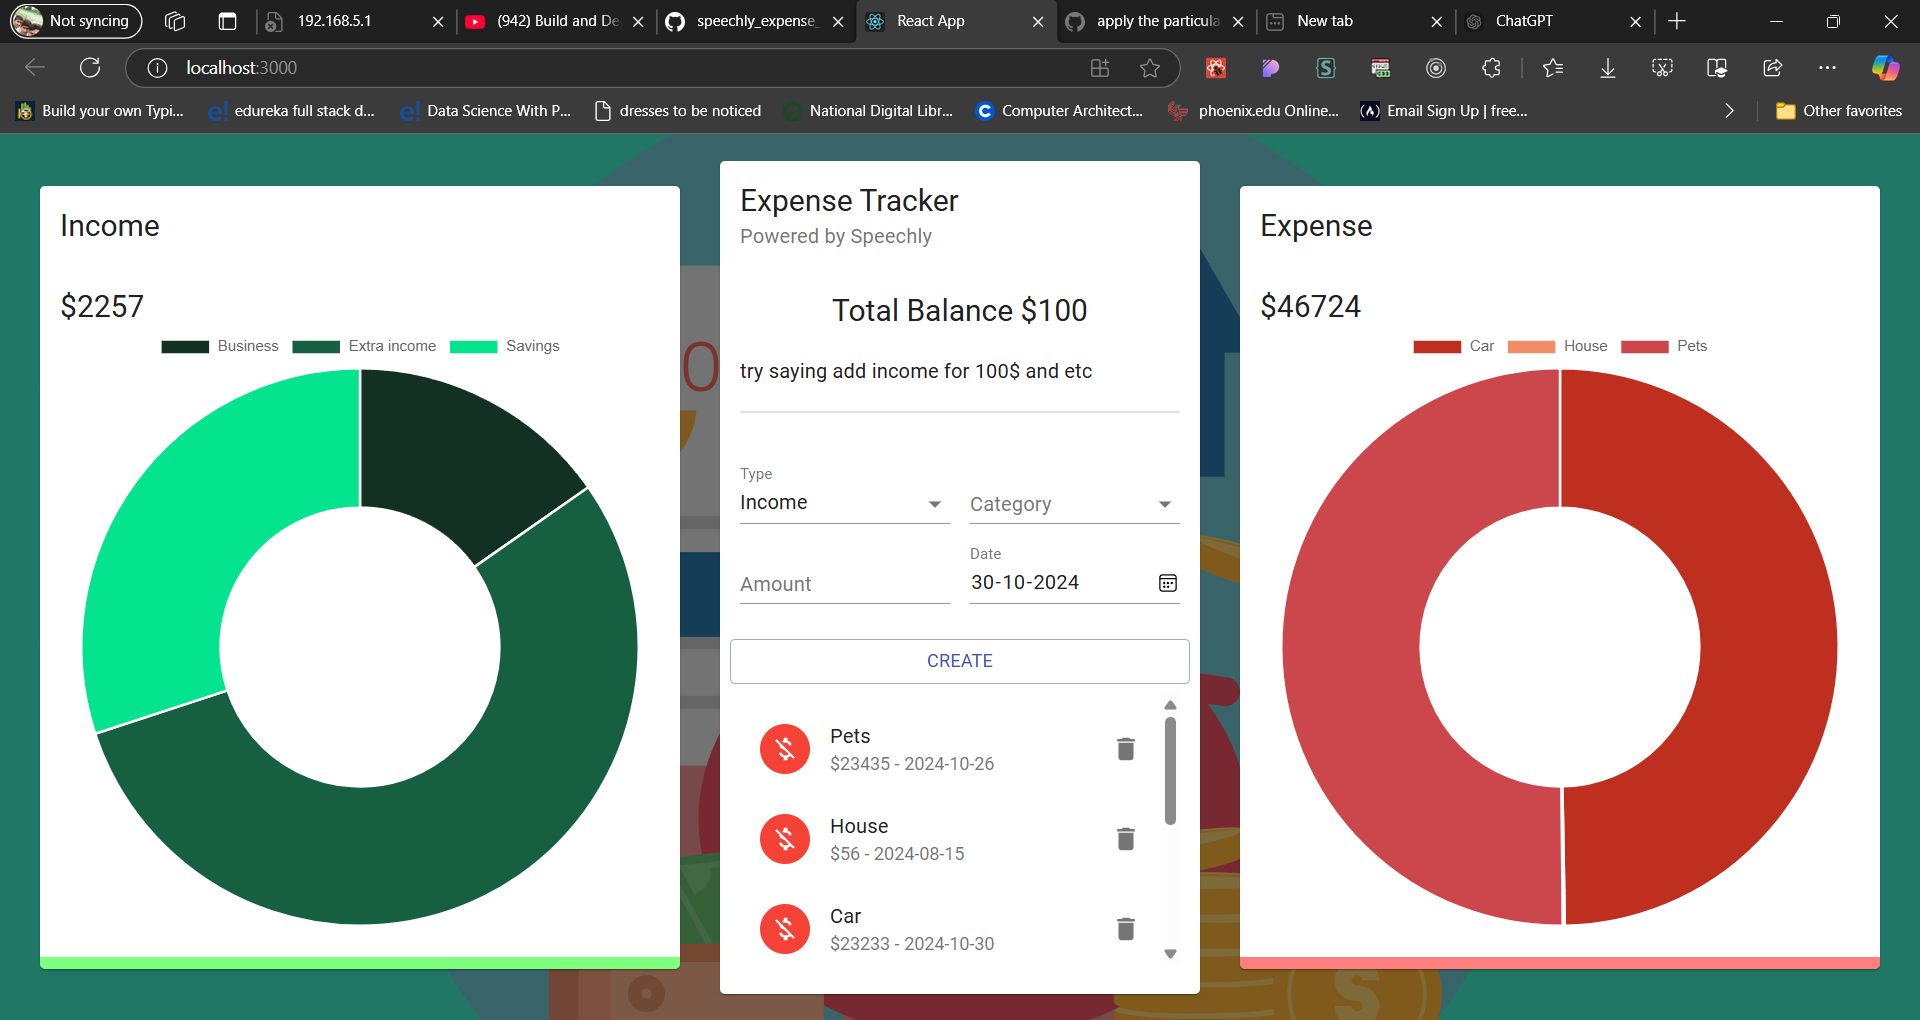 Not syncing
192.168.5.1
(942) Build and De
speechly_expense_
React App
apply the particula
New tab
ChatGPT
localhost:3000
Build your own Typi...
edureka full stack d...
Data Science With P...
dresses to be noticed
National Digital Libr...
Computer Architect...
phoenix.edu Online...
Email Sign Up | free...
Other favorites
Income
$2257
Business
Extra income
Savings
Expense Tracker
Powered by Speechly
Total Balance $100
try saying add income for 100$ and etc
Type
Income
Category
Amount
Date
30-10-2024
CREATE
Pets
$23435 - 2024-10-26
House
$56 - 2024-08-15
Car
$23233 - 2024-10-30
Expense
$46724
Car
House
Pets